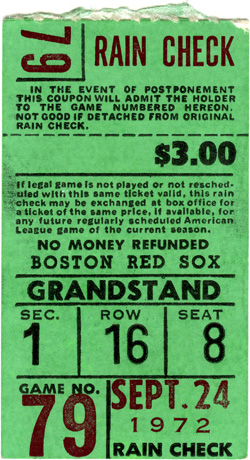 79
RAIN CHECK
IN THE EVENT OF POSTPONEMENT
THIS COUPON WILL ADMIT THE HOLDER
TO THE GAME NUMBERED HEREON.
NOT GOOD IF DETACHED FROM ORIGINAL
RAIN CHECK.
$3.00
If legal game is not played or not resched-
uled with this same ticket valid, this rain
check may be exchanged at box office for
a ticket of the same price, if available, for
any future regularly scheduled American
League game of the current season.
NO MONEY REFUNDED
BOSTON RED SOX
GRANDSTAND
SEC. ROW SEAT
1 16 8
GAME NO.
79
SEPT. 24
1972
RAIN CHECK